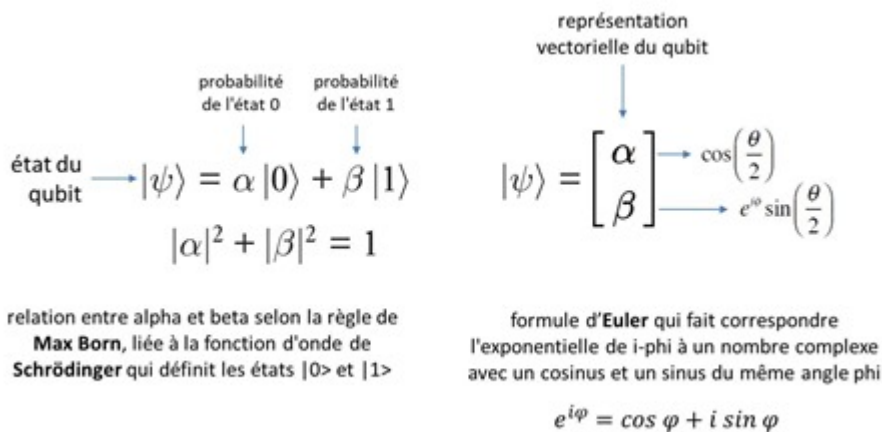 probabilité
de l'état 0
probabilité
de l'état 1
état du
qubit
|ψ⟩ = α |0⟩ + β |1⟩
|α|² + |β|² = 1
relation entre alpha et beta selon la règle de
Max Born, liée à la fonction d'onde de
Schrödinger qui définit les états |0> et |1>
représentation
vectorielle du qubit
|ψ⟩ = [α β]
cos(θ/2)
e^{iφ} sin(θ/2)
formule d'Euler qui fait correspondre
l'exponentielle de i-phi à un nombre complexe
avec un cosinus et un sinus du même angle phi
e^{iφ} = cos φ + i sin φ